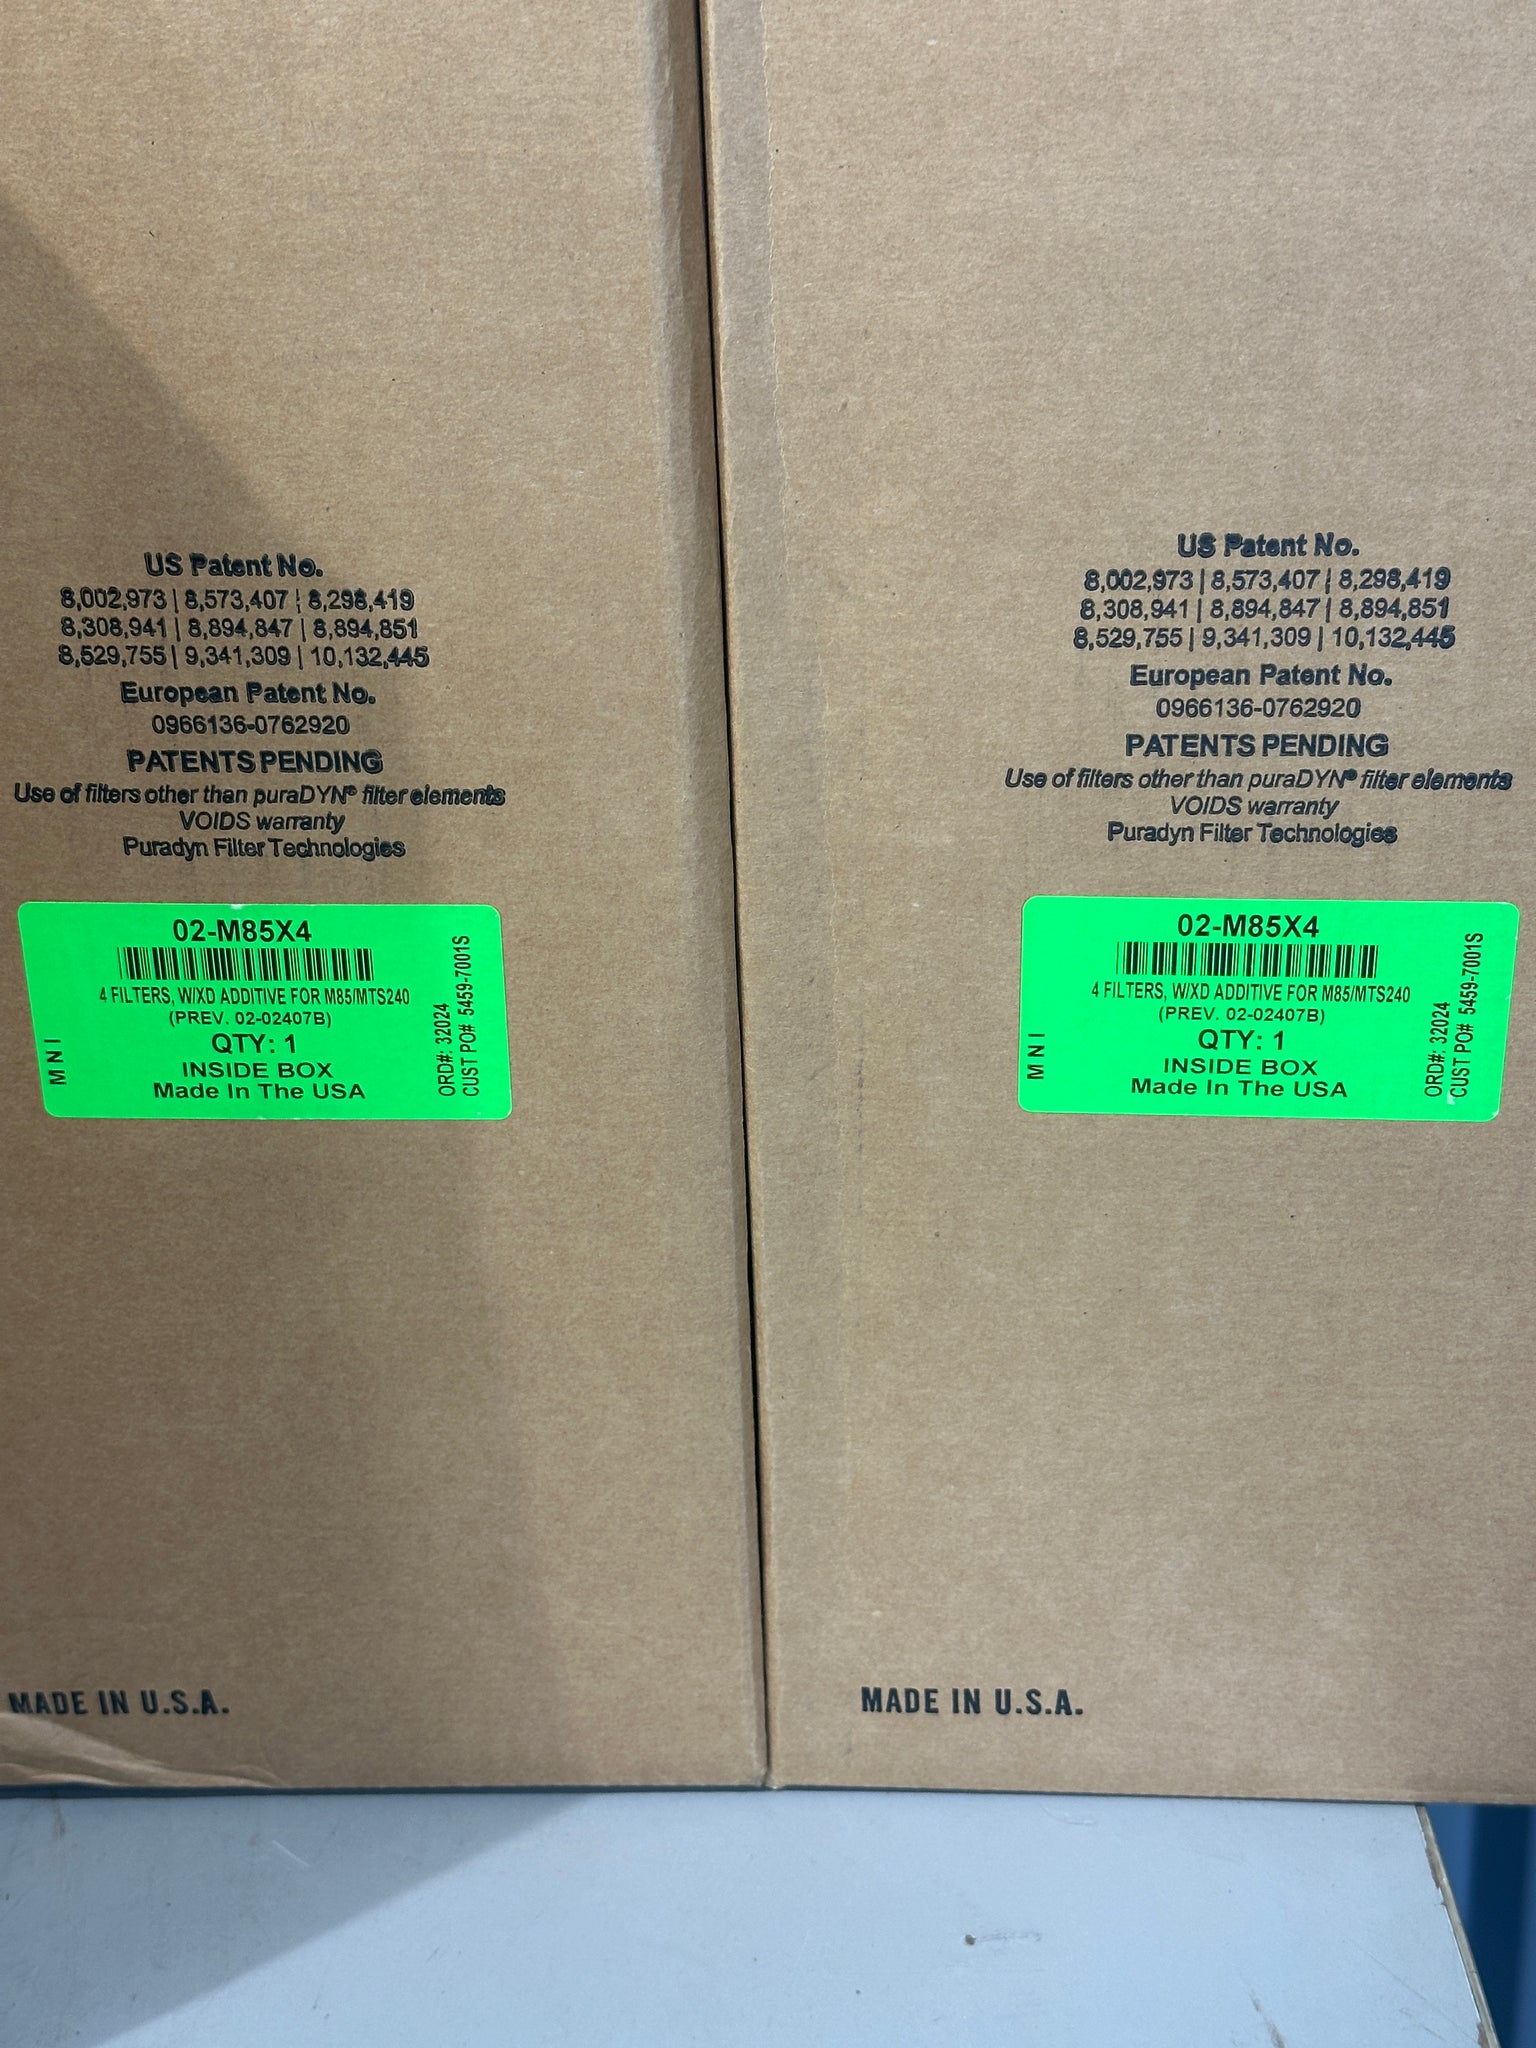 US Patent No.
8,002,973 | 8,573,407 | 8,298,419
8,308,941 | 8,894,847 | 8,894,851
8,529,755 | 9,341,309 | 10,132,445
European Patent No.
0966136-0762920
PATENTS PENDING
Use of filters other than puraDYN® filter elements
VOIDS warranty
Puradyn Filter Technologies
02-M85X4
4 FILTERS, W/XD ADDITIVE FOR M85/MTS240
(PREV. 02-02407B)
QTY: 1
INSIDE BOX
Made In The USA
MNI
ORD#: 32024
CUST PO# 5459-7001S
MADE IN U.S.A.
US Patent No.
8,002,973 | 8,573,407 | 8,298,419
8,308,941 | 8,894,847 | 8,894,851
8,529,755 | 9,341,309 | 10,132,445
European Patent No.
0966136-0762920
PATENTS PENDING
Use of filters other than puraDYN® filter elements
VOIDS warranty
Puradyn Filter Technologies
02-M85X4
4 FILTERS, W/XD ADDITIVE FOR M85/MTS240
(PREV. 02-02407B)
QTY: 1
INSIDE BOX
Made In The USA
MNI
ORD#: 32024
CUST PO# 5459-7001S
MADE IN U.S.A.